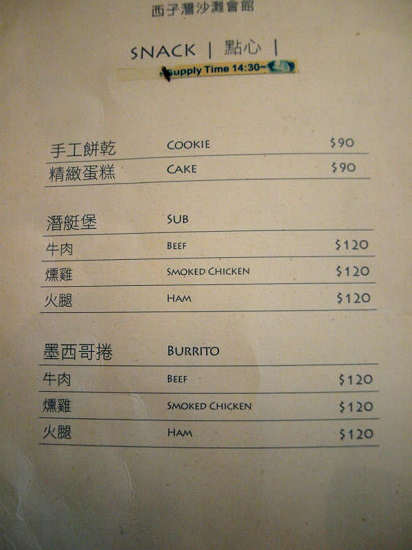 西子灣沙灘會館
SNACK | 點心 |
Supply Time 14:30~
手工餅乾 COOKIE $90
精緻蛋糕 CAKE $90
潛艇堡 SUB
牛肉 BEEF $120
燻雞 SMOKED CHICKEN $120
火腿 HAM $120
墨西哥捲 BURRITO
牛肉 BEEF $120
燻雞 SMOKED CHICKEN $120
火腿 HAM $120